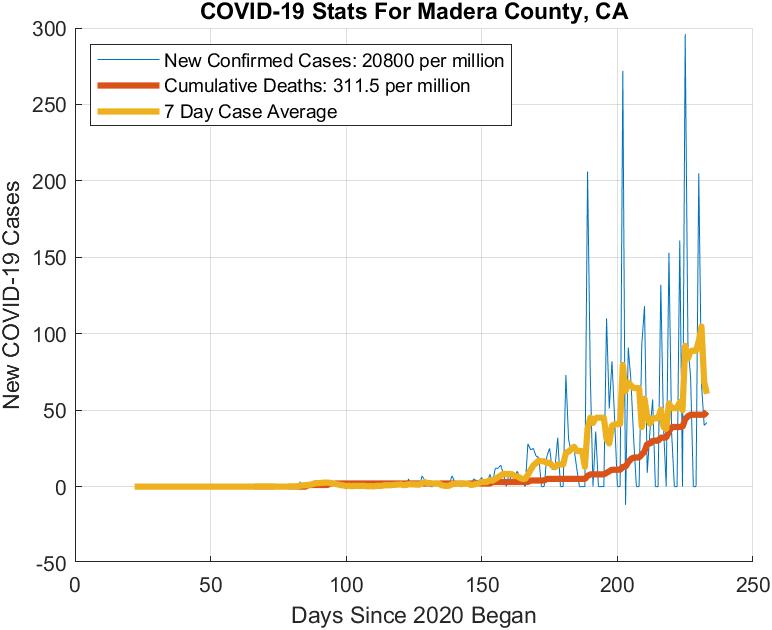 COVID-19 Stats For Madera County, CA
New Confirmed Cases: 20800 per million
Cumulative Deaths: 311.5 per million
7 Day Case Average
New COVID-19 Cases
300
250
200
150
100
50
0
-50
0 50 100 150 200 250
Days Since 2020 Began